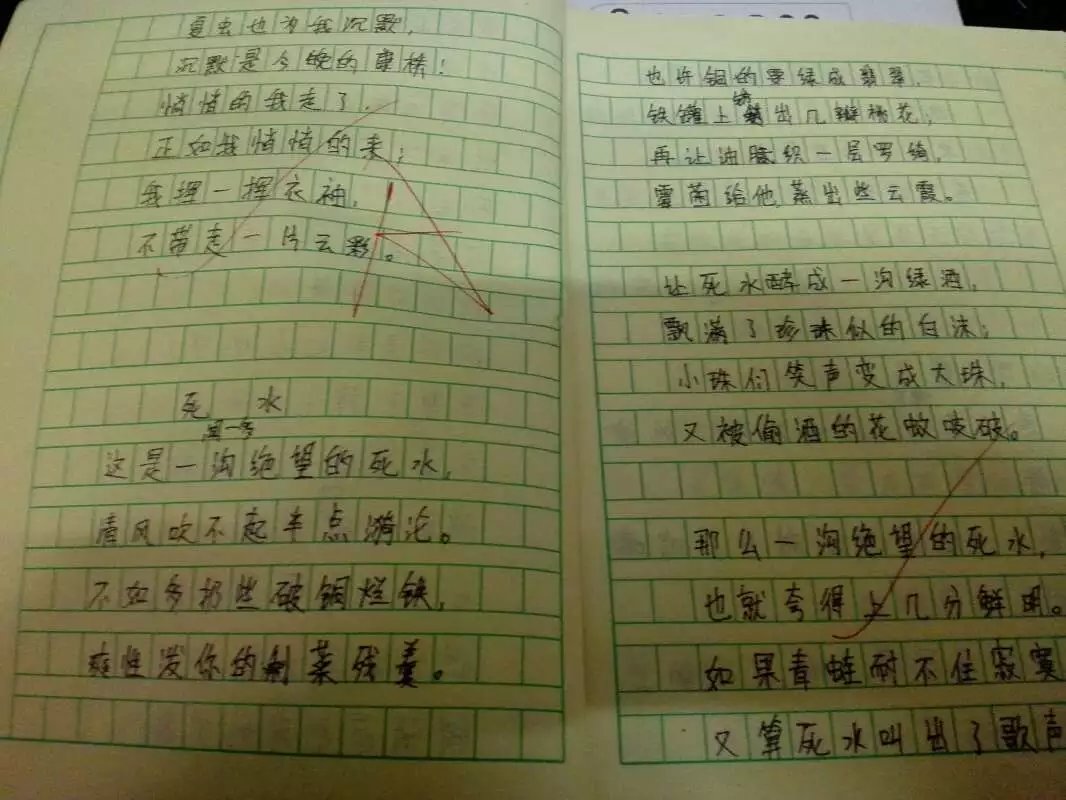 夏虫也为我沉默,
沉默是今晚的康桥!
悄悄的我走了,
正如我悄悄的来;
我理一挥衣袖,
不带走一片云彩。
死 水
闻一多
这是一沟绝望的死水,
清风吹不起半点漪沦。
不如多扔些破铜烂铁,
爽性发你的剩菜残羹。
也许铜的要绿成翡翠,
铁罐上锈出几瓣桃花;
再让油腻织一层罗绮,
霉菌给他蒸出些云霞。
让死水酵成一沟绿酒,
飘满了珍珠似的白沫;
小珠们笑声变成大珠,
又被偷酒的花蚊咬破。
那么一沟绝望的死水,
也就夸得上几分鲜明。
如果青蛙耐不住寂寞
又算死水叫出了歌声